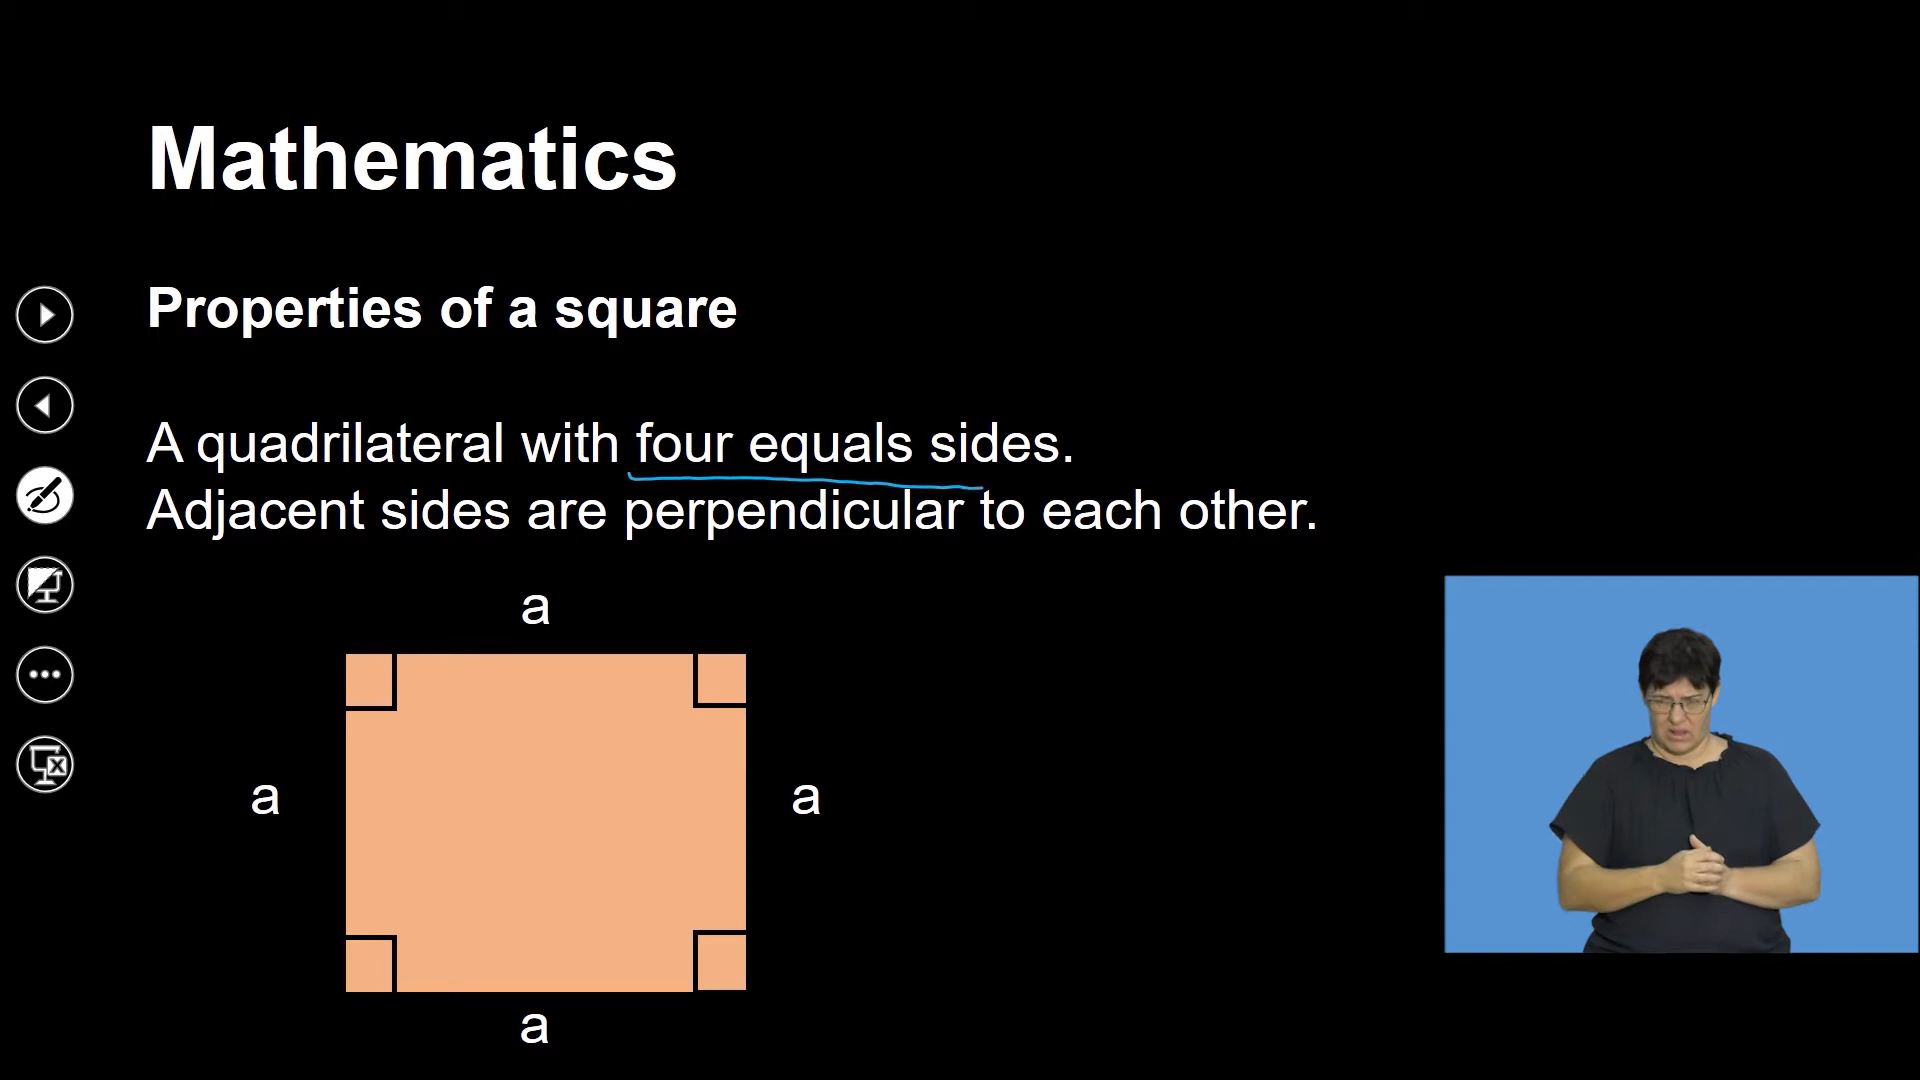 Mathematics
Properties of a square
A quadrilateral with four equals sides.
Adjacent sides are perpendicular to each other.
a
a
a
a